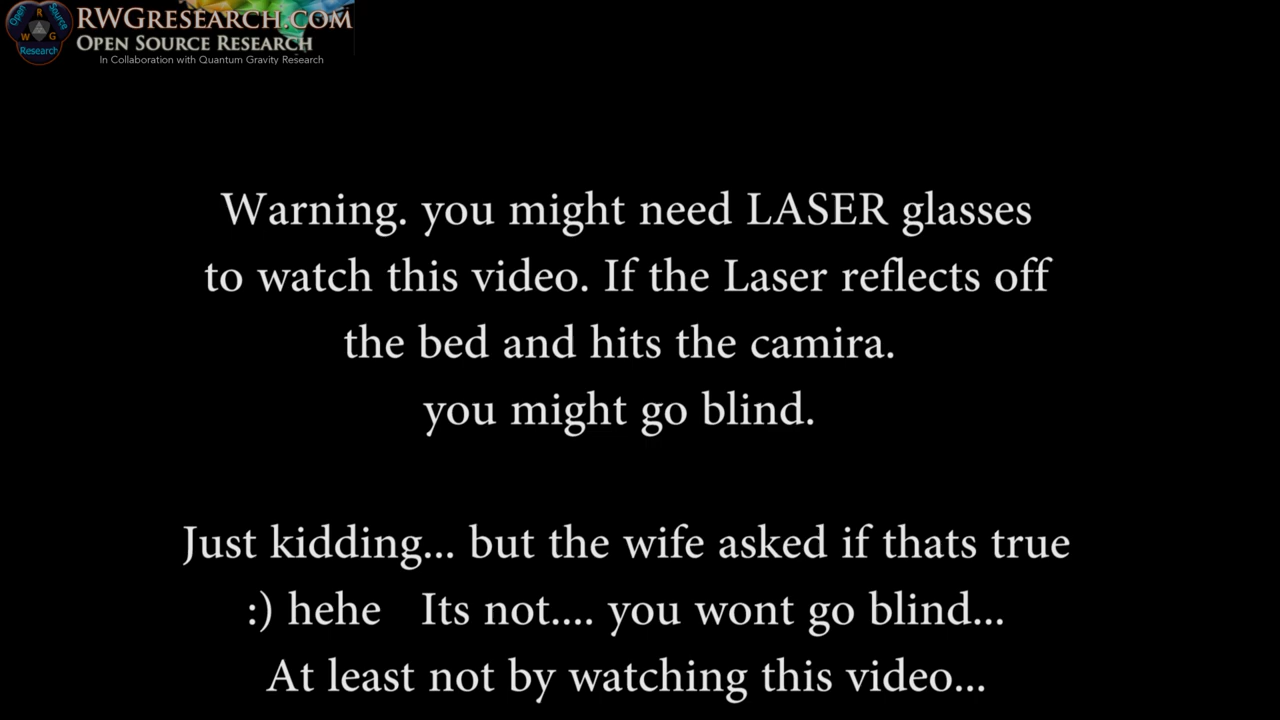 RWGRESEARCH.COM
OPEN SOURCE RESEARCH
In Collaboration with Quantum Gravity Research
Open Source
R
W G
Research
Warning. you might need LASER glasses
to watch this video. If the Laser reflects off
the bed and hits the camira.
you might go blind.
Just kidding... but the wife asked if thats true
:) hehe Its not.... you wont go blind...
At least not by watching this video...